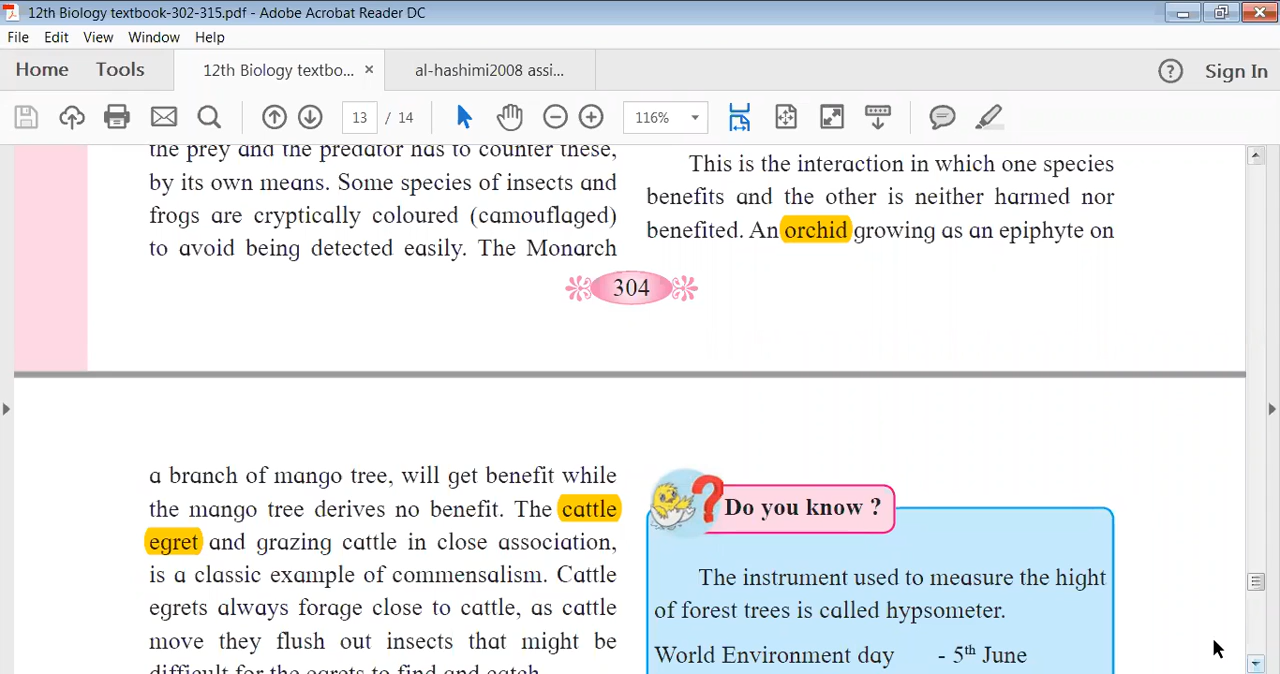 12th Biology textbook-302-315.pdf - Adobe Acrobat Reader DC
File Edit View Window Help
Home Tools 12th Biology textbo... × al-hashimi2008 assi... ? Sign In
13 / 14 116%
the prey and the predator has to counter these,
by its own means. Some species of insects and
frogs are cryptically coloured (camouflaged)
to avoid being detected easily. The Monarch
This is the interaction in which one species
benefits and the other is neither harmed nor
benefited. An orchid growing as an epiphyte on
304
a branch of mango tree, will get benefit while
the mango tree derives no benefit. The cattle
egret and grazing cattle in close association,
is a classic example of commensalism. Cattle
egrets always forage close to cattle, as cattle
move they flush out insects that might be
difficult for the egrets to find and catch.
? Do you know ?
The instrument used to measure the hight
of forest trees is called hypsometer.
World Environment day - 5th June